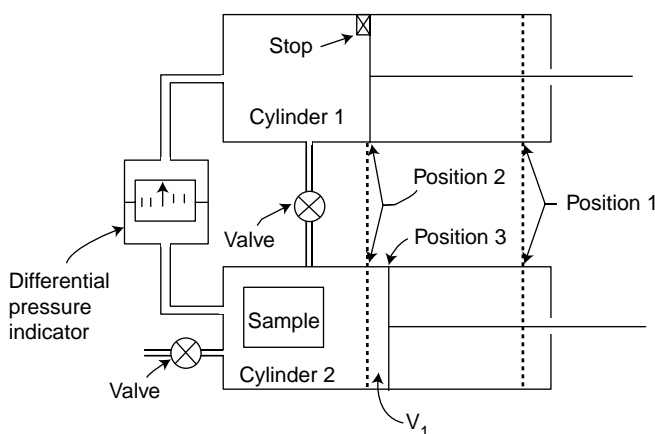 Stop
Cylinder 1
Valve
Position 2
Position 1
Position 3
Differential
pressure
indicator
Sample
Valve
Cylinder 2
V1